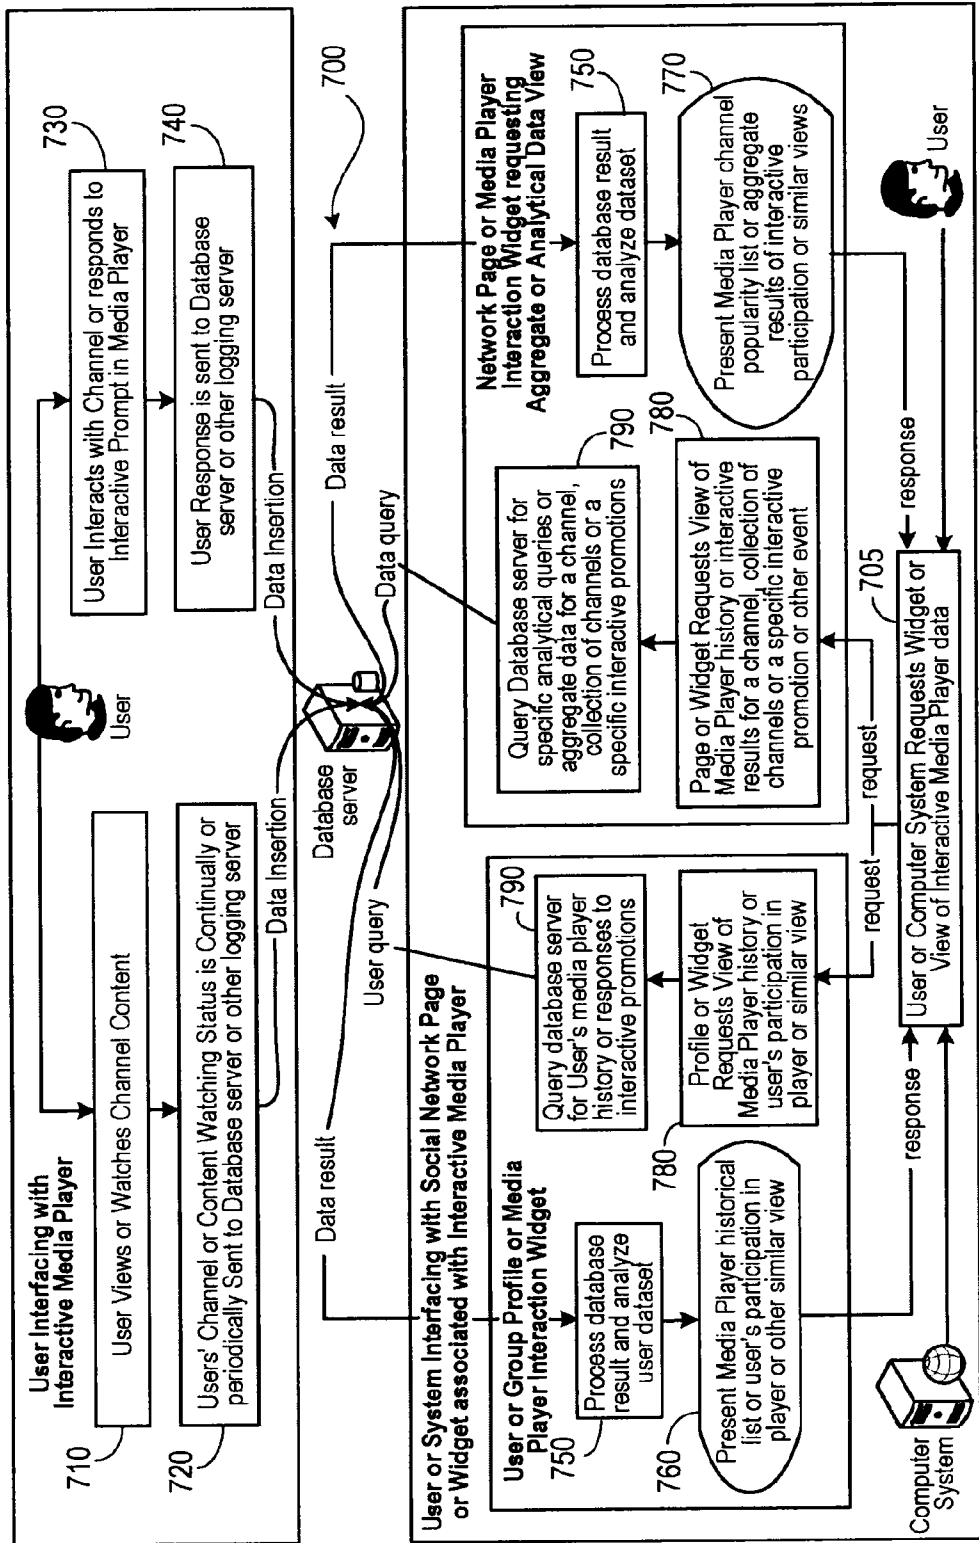 User Interfacing with
Interactive Media Player
710
User Views or Watches Channel Content
720
Users' Channel or Content Watching Status is Continually or
periodically Sent to Database server or other logging server
User
730
User Interacts with Channel or responds to
Interactive Prompt in Media Player
740
User Response is sent to Database
server or other logging server
Data Insertion
Data Insertion
Database
server
700
Data result
User query
Data result
Data query
User or System Interfacing with Social Network Page
or Widget associated with Interactive Media Player
User or Group Profile or Media
Player Interaction Widget
750
Process database
result and analyze
user dataset
760
Present Media Player historical
list or user's participation in
player or other similar view
790
Query database server
for User's media player
history or responses to
interactive promotions
780
Profile or Widget
Requests View of
Media Player history or
user's participation in
player or similar view
Network Page or Media Player
Interaction Widget requesting
Aggregate or Analytical Data View
790
Query Database server for
specific analytical queries or
aggregate data for a channel,
collection of channels or a
specific interactive promotions
780
Page or Widget Requests View of
Media Player history or interactive
results for a channel, collection of
channels or a specific interactive
promotion or other event
750
Process database result
and analyze dataset
770
Present Media Player channel
popularity list or aggregate
results of interactive
participation or similar views
response
request
request
response
705
User or Computer System Requests Widget or
View of Interactive Media Player data
Computer
System
User